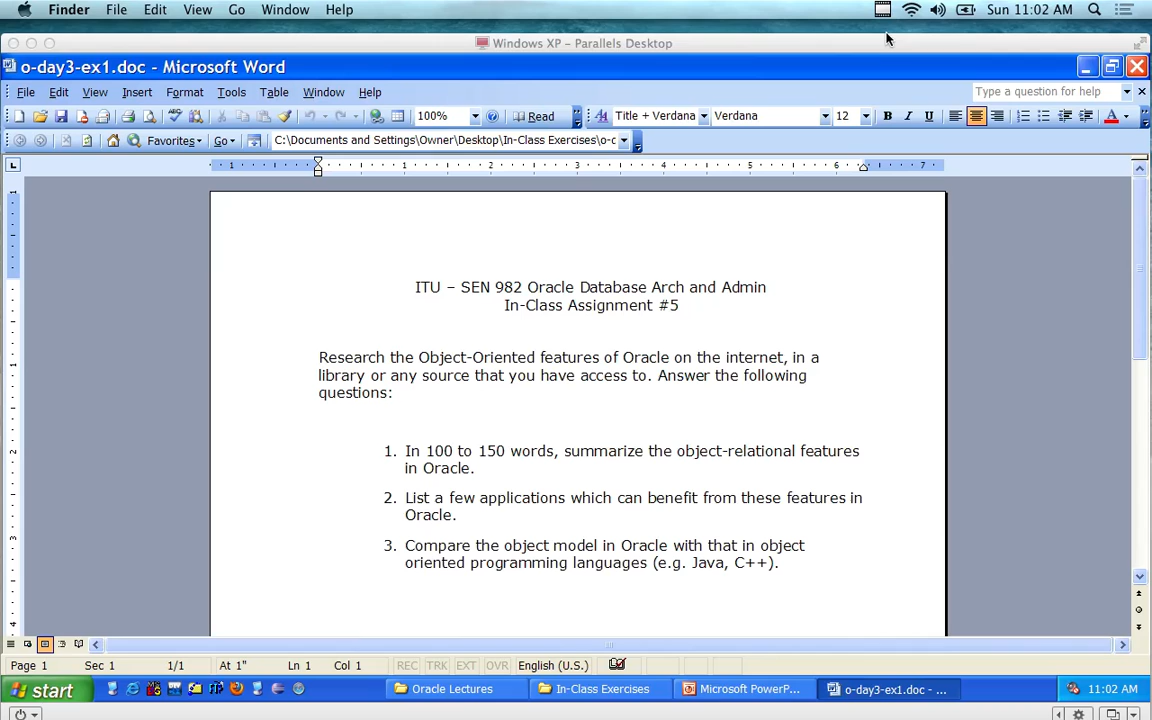 Finder File Edit View Go Window Help Sun 11:02 AM
Windows XP - Parallels Desktop
o-day3-ex1.doc - Microsoft Word
File Edit View Insert Format Tools Table Window Help Type a question for help
100% Read Title + Verdana Verdana 12 B I U A
Favorites Go C:\Documents and Settings\Owner\Desktop\In-Class Exercises\o-c
1 1 2 3 4 5 6 7
ITU – SEN 982 Oracle Database Arch and Admin
In-Class Assignment #5
Research the Object-Oriented features of Oracle on the internet, in a
library or any source that you have access to. Answer the following
questions:
1. In 100 to 150 words, summarize the object-relational features
in Oracle.
2. List a few applications which can benefit from these features in
Oracle.
3. Compare the object model in Oracle with that in object
oriented programming languages (e.g. Java, C++).
Page 1 Sec 1 1/1 At 1" Ln 1 Col 1 REC TRK EXT OVR English (U.S.)
start Oracle Lectures In-Class Exercises Microsoft PowerP... o-day3-ex1.doc - ... 11:02 AM